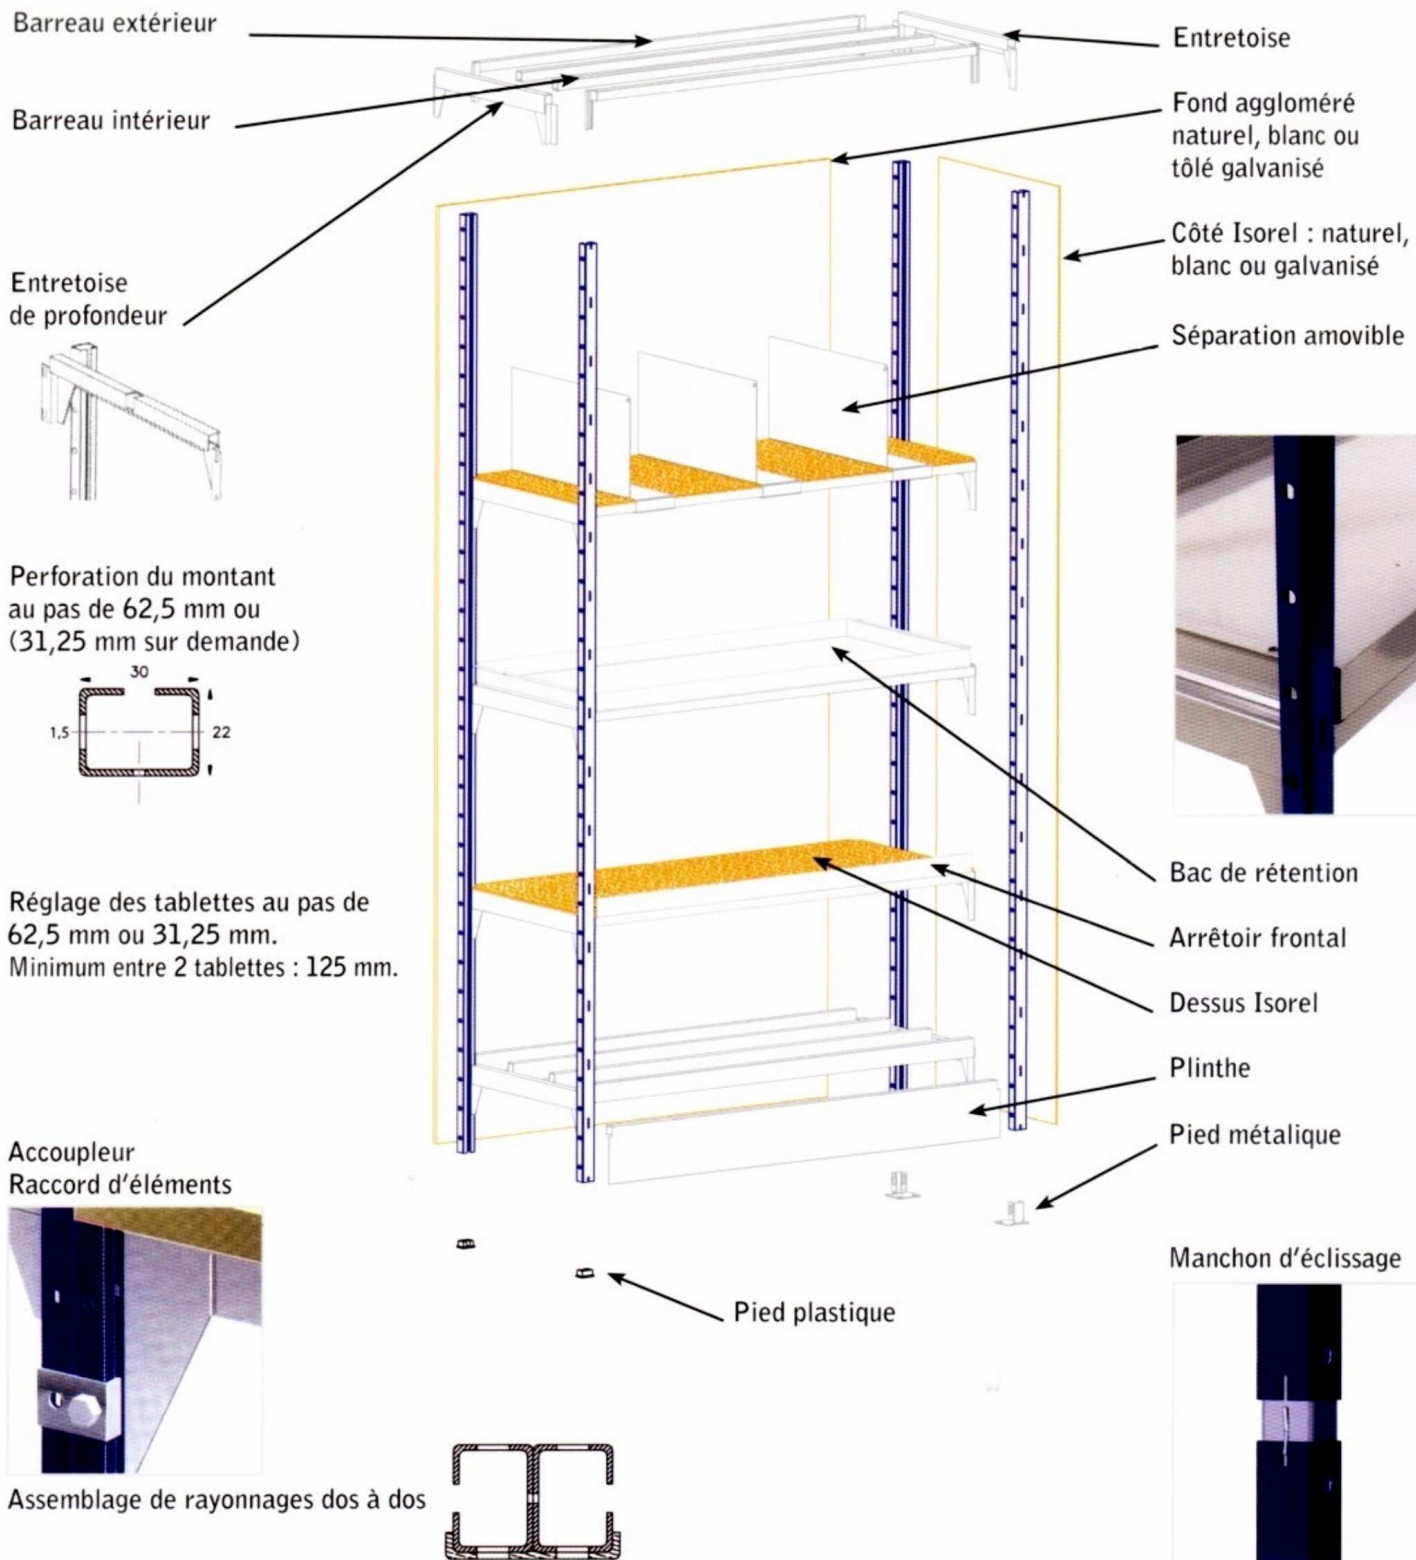 Barreau extérieur
Barreau intérieur
Entretoise
de profondeur
Perforation du montant
au pas de 62,5 mm ou
(31,25 mm sur demande)
30
1,5
22
Réglage des tablettes au pas de
62,5 mm ou 31,25 mm.
Minimum entre 2 tablettes : 125 mm.
Accoupleur
Raccord d'éléments
Assemblage de rayonnages dos à dos
Entretoise
Fond aggloméré
naturel, blanc ou
tôlé galvanisé
Côté Isorel : naturel,
blanc ou galvanisé
Séparation amovible
Bac de rétention
Arrêtoir frontal
Dessus Isorel
Plinthe
Pied métalique
Pied plastique
Manchon d'éclissage